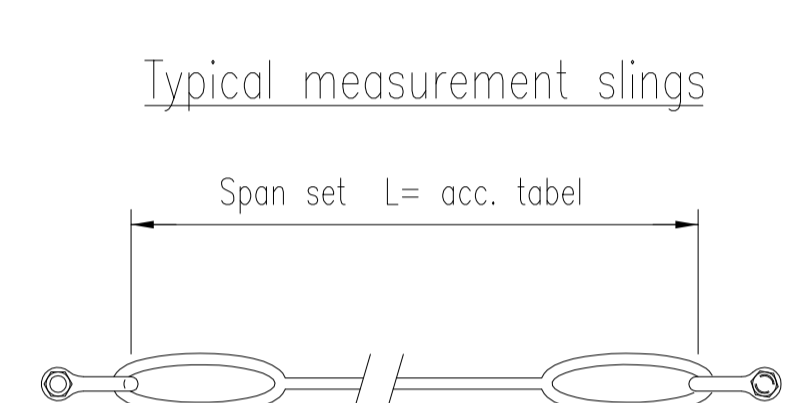 Typical measurement slings
Span set L= acc. tabel